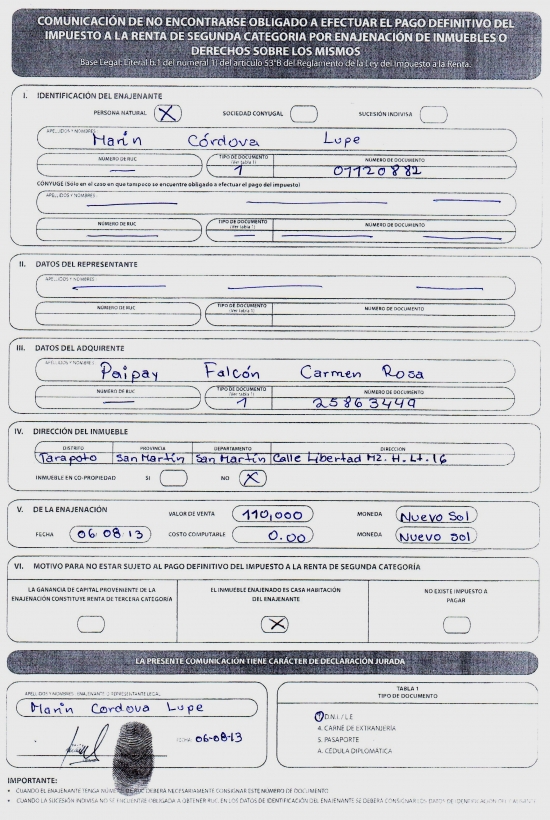 COMUNICACIÓN DE NO ENCONTRARSE OBLIGADO A EFECTUAR EL PAGO DEFINITIVO DEL
IMPUESTO A LA RENTA DE SEGUNDA CATEGORIA POR ENAJENACIÓN DE INMUEBLES O
DERECHOS SOBRE LOS MISMOS
Base Legal: Literal b.1 del numeral 1) del artículo 53°B del Reglamento de la Ley del Impuesto a la Renta.
I. IDENTIFICACIÓN DEL ENAJENANTE
PERSONA NATURAL X SOCIEDAD CONYUGAL SUCESIÓN INDIVISA
APELLIDOS Y NOMBRES
Marin Córdova Lupe
NÚMERO DE RUC TIPO DE DOCUMENTO (Ver tabla 1) NÚMERO DE DOCUMENTO
— 1 01120882
CONYUGE (Sólo en el caso en que tampoco se encuentre obligado a efectuar el pago del impuesto)
APELLIDOS Y NOMBRES
NÚMERO DE RUC TIPO DE DOCUMENTO (Ver tabla 1) NÚMERO DE DOCUMENTO
II. DATOS DEL REPRESENTANTE
APELLIDOS Y NOMBRES
NÚMERO DE RUC TIPO DE DOCUMENTO (Ver tabla 1) NÚMERO DE DOCUMENTO
III. DATOS DEL ADQUIRENTE
APELLIDOS Y NOMBRES
Paipay Falcón Carmen Rosa
NÚMERO DE RUC TIPO DE DOCUMENTO (Ver tabla 1) NÚMERO DE DOCUMENTO
— 1 25863449
IV. DIRECCIÓN DEL INMUEBLE
DISTRITO PROVINCIA DEPARTAMENTO DIRECCION
Tarapoto San Martín San Martín Calle Libertad Mz. H. Lt. 16
INMUEBLE EN CO-PROPIEDAD SI NO X
V. DE LA ENAJENACIÓN VALOR DE VENTA 110,000 MONEDA Nuevo Sol
FECHA 06 08 13 COSTO COMPUTABLE 0.00 MONEDA Nuevo Sol
VI. MOTIVO PARA NO ESTAR SUJETO AL PAGO DEFINITIVO DEL IMPUESTO A LA RENTA DE SEGUNDA CATEGORÍA
LA GANANCIA DE CAPITAL PROVENIENTE DE LA ENAJENACIÓN CONSTITUYE RENTA DE TERCERA CATEGORIA
EL INMUEBLE ENAJENADO ES CASA HABITACIÓN DEL ENAJENANTE
NO EXISTE IMPUESTO A PAGAR
X
LA PRESENTE COMUNICACIÓN TIENE CARÁCTER DE DECLARACIÓN JURADA
APELLIDOS Y NOMBRES: ENAJENANTE O REPRESENTANTE LEGAL
Marin Cordova Lupe
FECHA: 06-08-13
TABLA 1
TIPO DE DOCUMENTO
1 D.N.I / L.E
4. CARNÉ DE EXTRANJERÍA
5. PASAPORTE
A. CÉDULA DIPLOMÁTICA
IMPORTANTE:
• CUANDO EL ENAJENANTE TENGA NÚMERO DE RUC DEBERÁ NECESARIAMENTE CONSIGNAR ESTE NÚMERO DE DOCUMENTO
• CUANDO LA SUCESIÓN INDIVISA NO SE ENCUENTRE OBLIGADA A OBTENER RUC, EN LOS DATOS DE IDENTIFICACIÓN DEL ENAJENANTE SE DEBERÁ CONSIGNAR LOS DATOS DE IDENTIFICACIÓN DEL